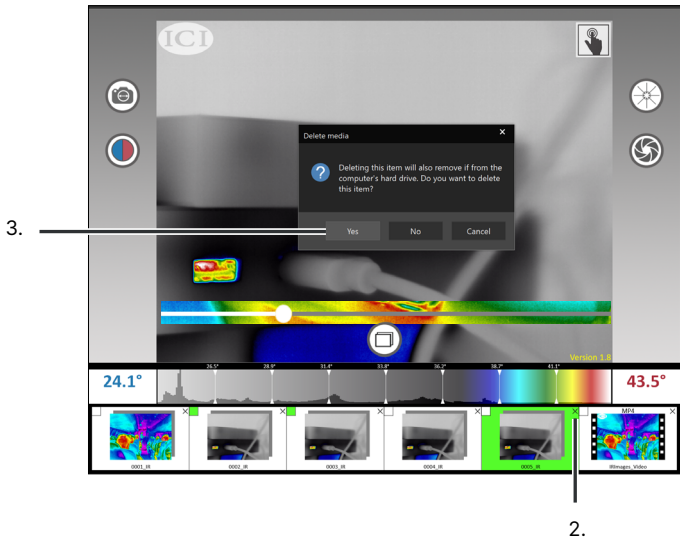 ICI
Delete media
Deleting this item will also remove if from the
computer's hard drive. Do you want to delete
this item?
3.
Yes No Cancel
Version 1.8
24.1° 26.5° 28.9° 31.4° 33.8° 36.2° 38.7° 41.1° 43.5°
MP4
0001_IR 0002_IR 0003_IR 0004_IR 0005_IR IRImages_Video
2.